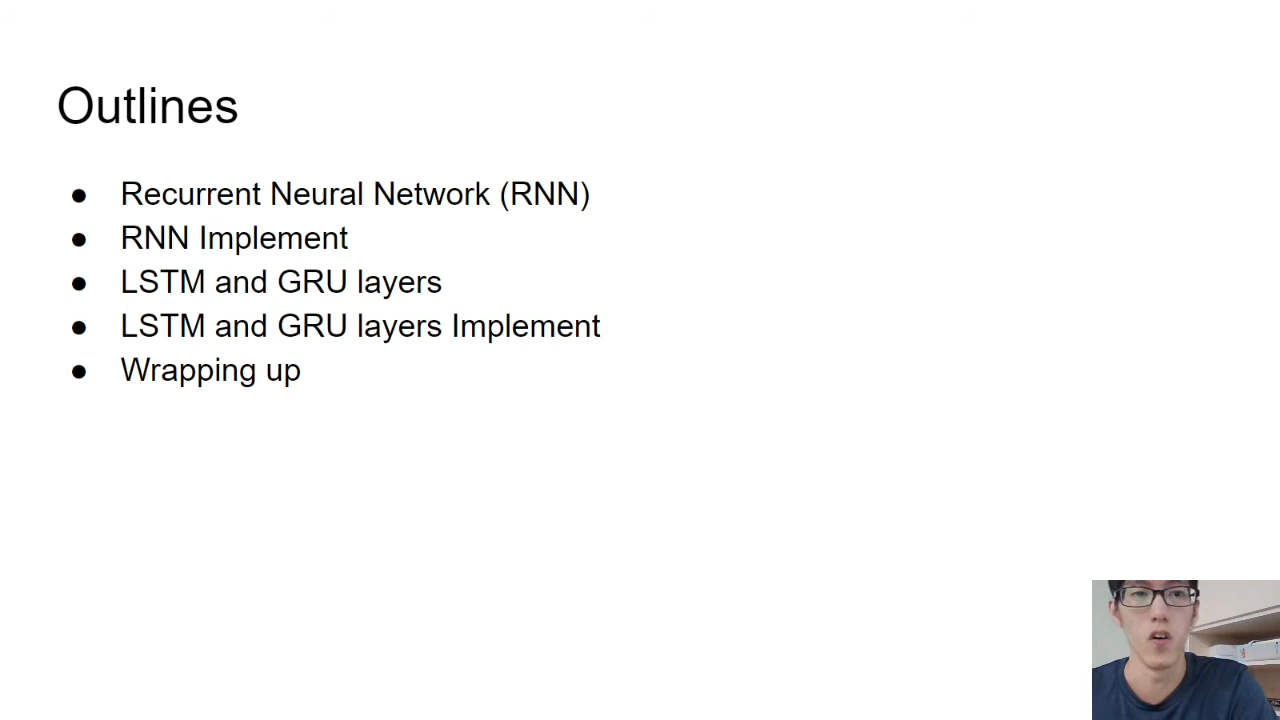 Outlines
● Recurrent Neural Network (RNN)
● RNN Implement
● LSTM and GRU layers
● LSTM and GRU layers Implement
● Wrapping up